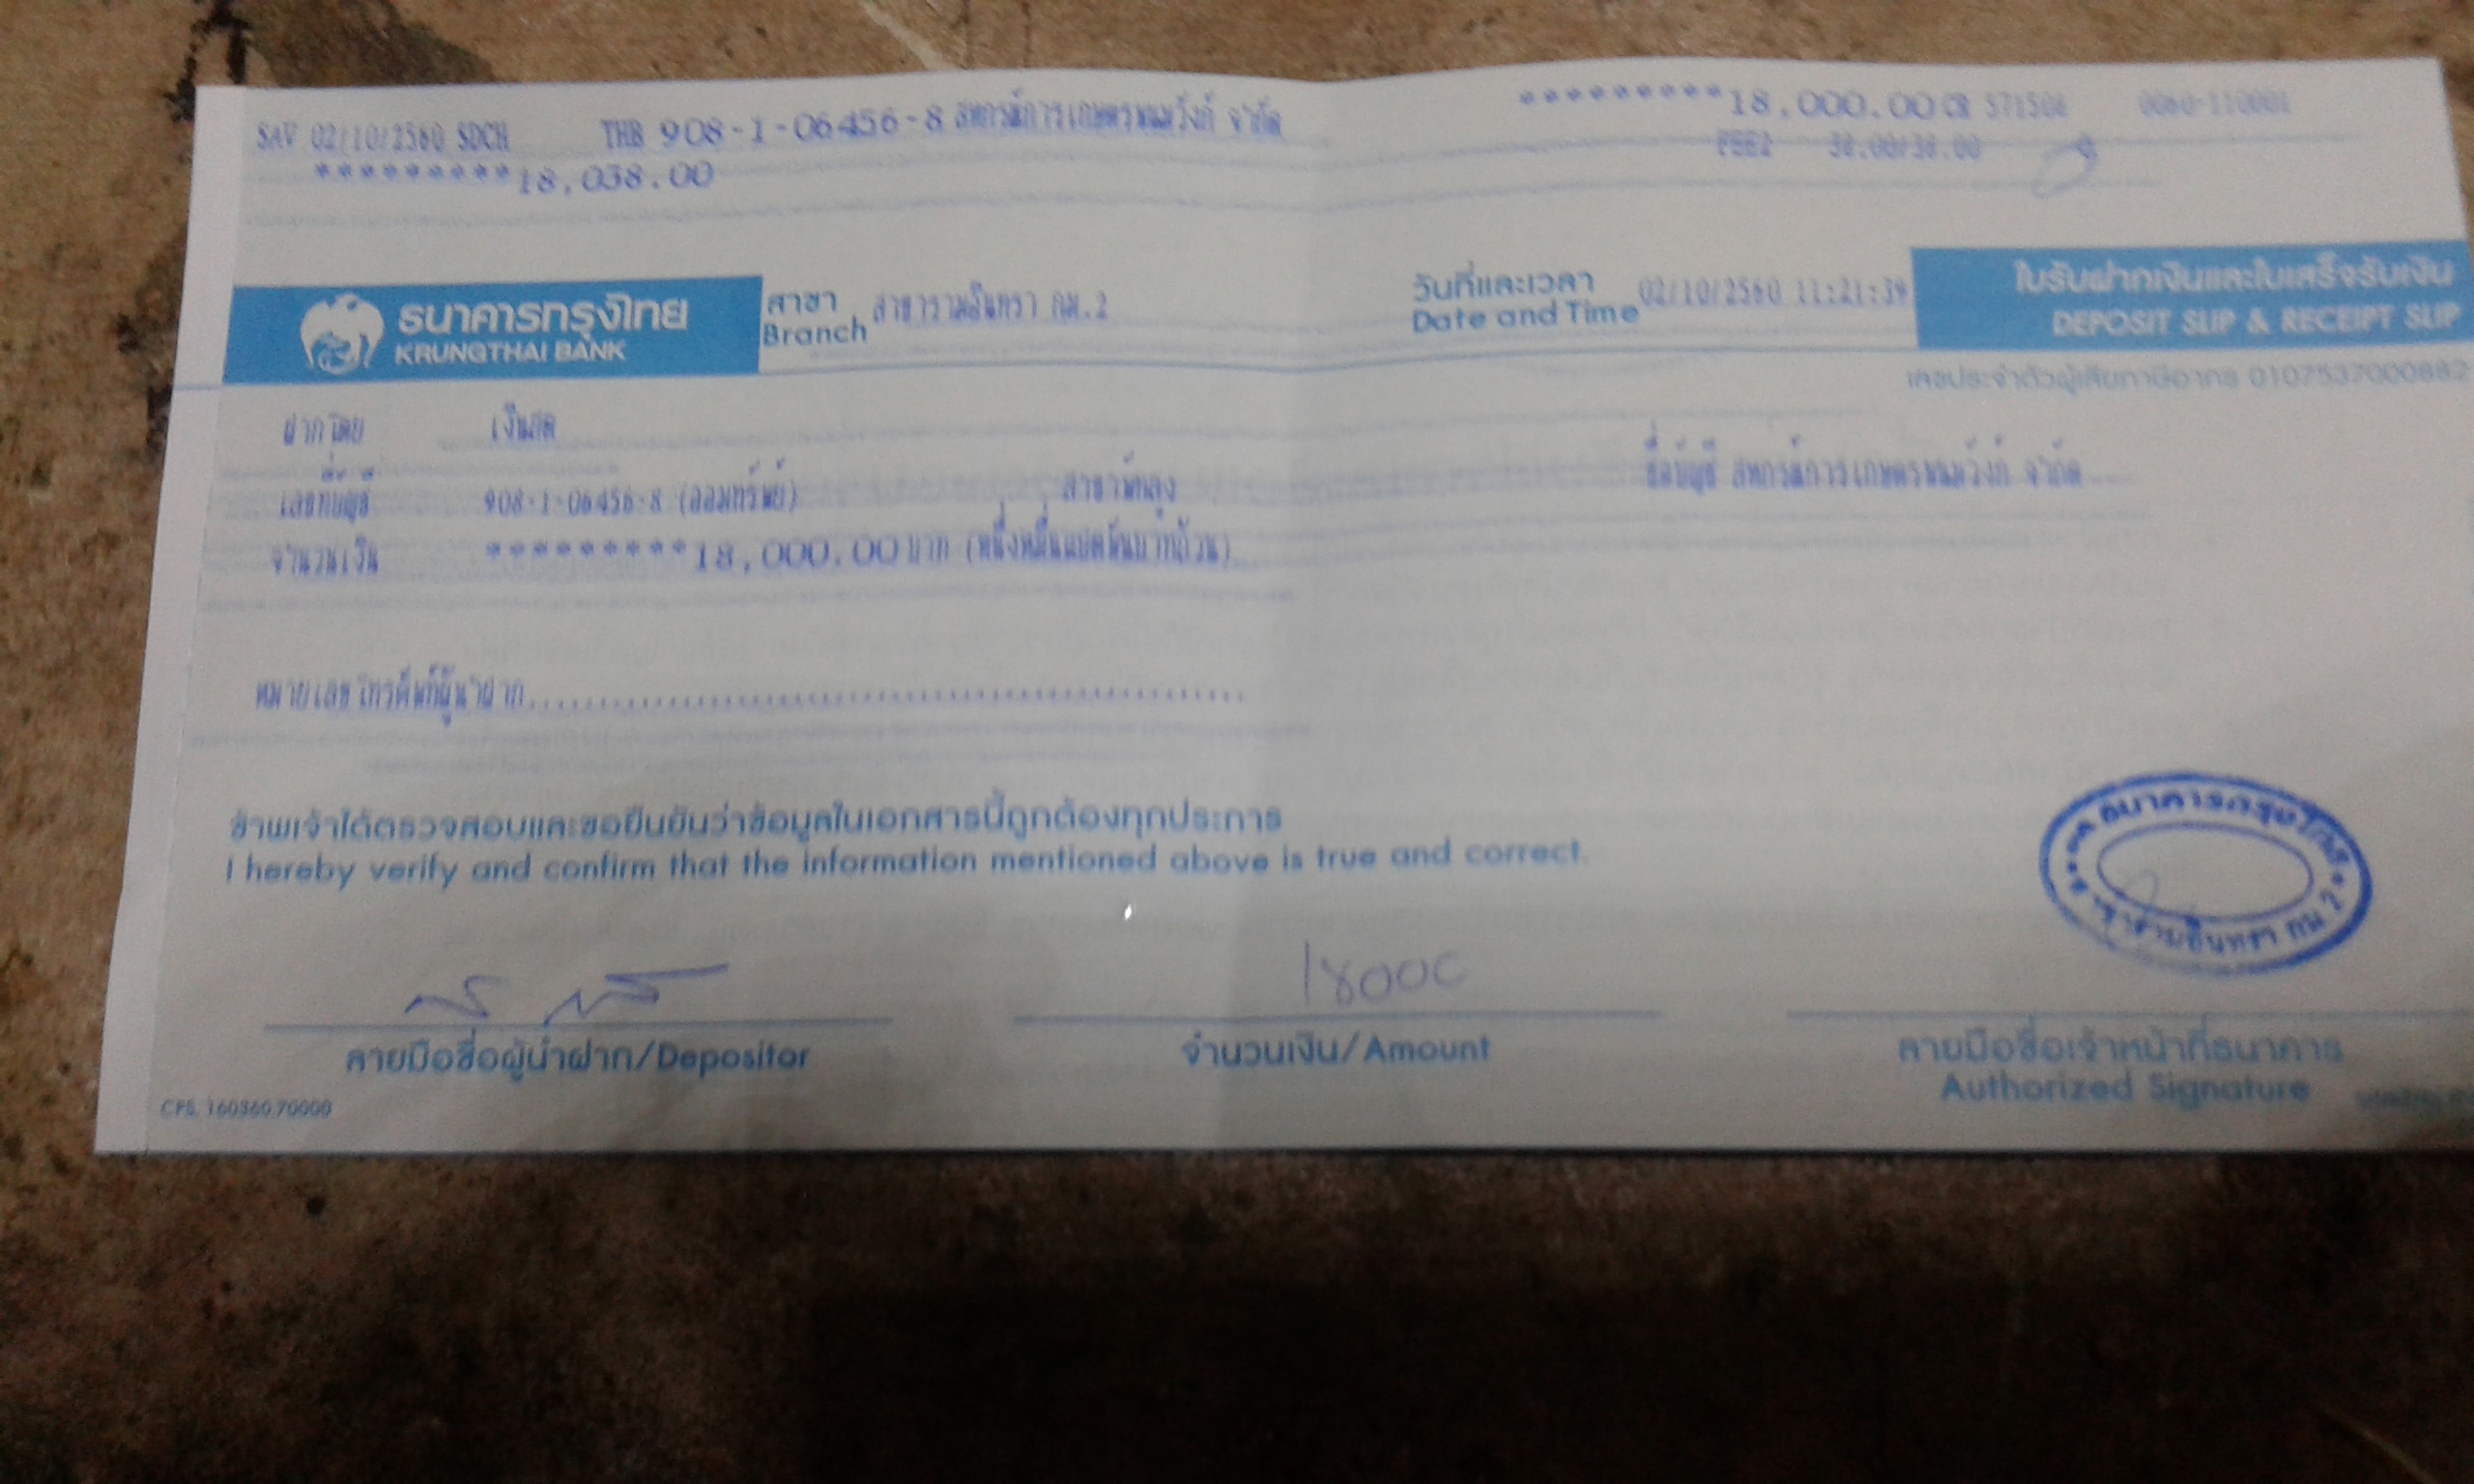 SAV 02/10/2560 SDCH THB 908-1-06456-8 สหกรณ์การเกษตรพนมวังก์ จำกัด *********18,000.00 CR 571508 0060-110001
*********18,038.00 FEE2 38.00/38.00
ธนาคารกรุงไทย
KRUNGTHAI BANK
สาขา สาขารามอินทรา กม.2
Branch
วันที่และเวลา 02/10/2560 11:21:39
Date and Time
ใบรับฝากเงินและใบเสร็จรับเงิน
DEPOSIT SLIP & RECEIPT SLIP
เลขประจำตัวผู้เสียภาษีอากร 0107537000882
ฝากโดย เงินสด
เลขที่บัญชี 908-1-06456-8 (ออมทรัพย์) สาขาพัทลุง ชื่อบัญชี สหกรณ์การเกษตรพนมวังก์ จำกัด
จำนวนเงิน *********18,000.00 บาท (หนึ่งหมื่นแปดพันบาทถ้วน)
หมายเลขโทรศัพท์ผู้นำฝาก
ข้าพเจ้าได้ตรวจสอบและขอยืนยันว่าข้อมูลในเอกสารนี้ถูกต้องทุกประการ
I hereby verify and confirm that the information mentioned above is true and correct.
ธนาคารกรุงไทย
สาขารามอินทรา กม 2
18000
ลายมือชื่อผู้นำฝาก/Depositor
จำนวนเงิน/Amount
ลายมือชื่อเจ้าหน้าที่ธนาคาร
Authorized Signature
CPS. 160860.70000